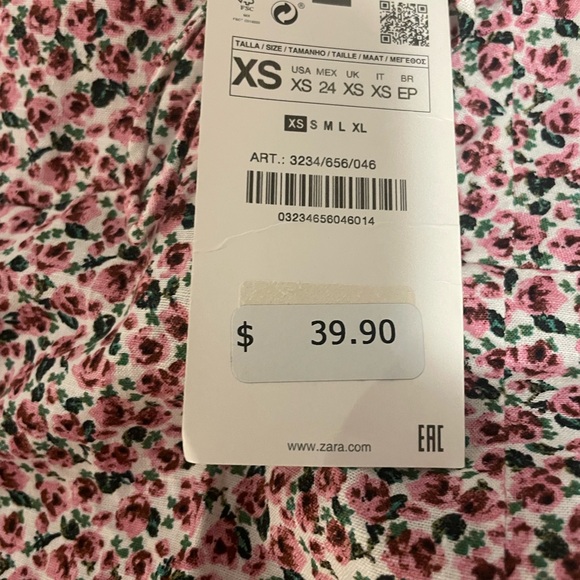 FSC
TALLA / SIZE / TAMANHO / TAILLE / MAAT / ΜΕΓΕΘΟΣ
XS
USA MEX UK IT BR
XS 24 XS XS EP
XS S M L XL
ART.: 3234/656/046
03234656046014
$ 39.90
www.zara.com
EAC